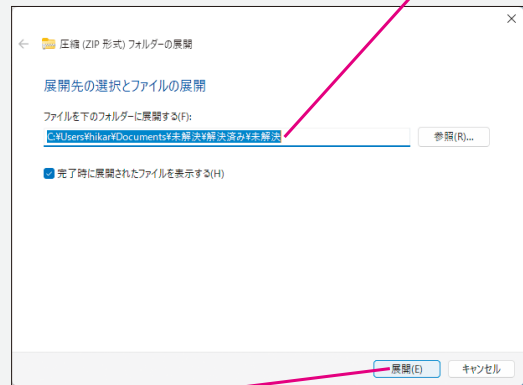 圧縮 (ZIP 形式) フォルダーの展開
展開先の選択とファイルの展開
ファイルを下のフォルダーに展開する(F):
C:¥Users¥hikar¥Documents¥未解決¥解決済み¥未解決
参照(R)...
完了時に展開されたファイルを表示する(H)
展開(E)
キャンセル